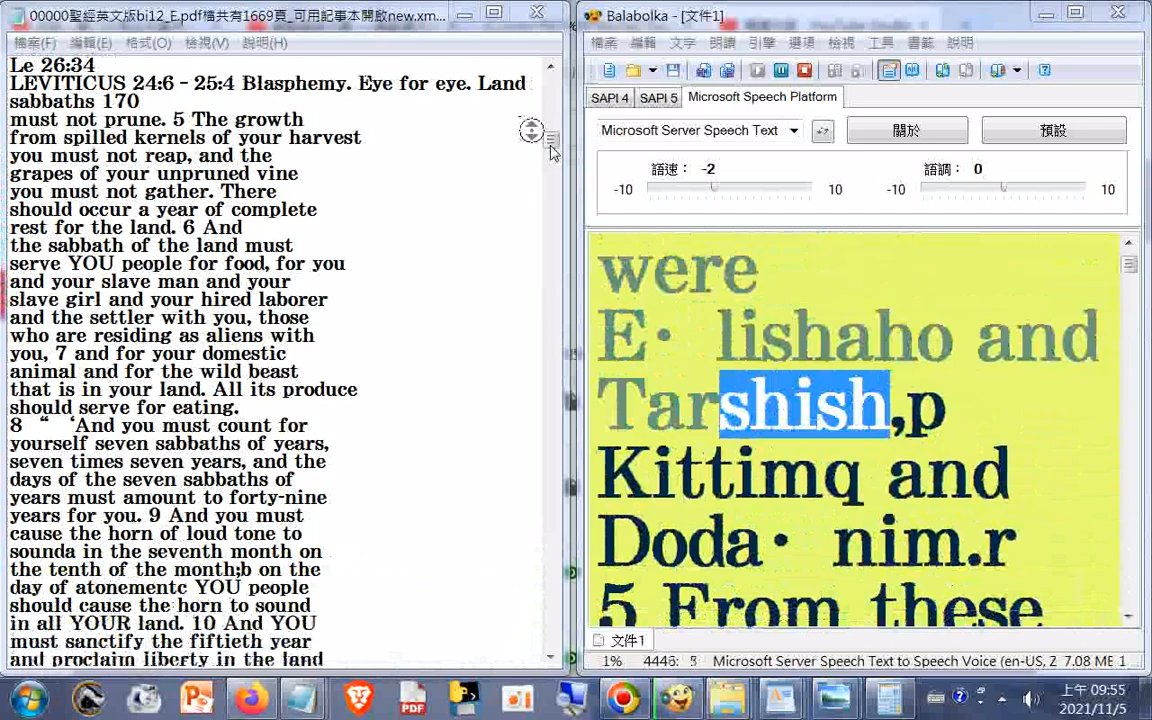 00000聖經英文版bi12_E.pdf檔共有1669頁_可用記事本開啟new.xm...
檔案(F) 編輯(E) 格式(O) 檢視(V) 說明(H)
Le 26:34
LEVITICUS 24:6 - 25:4 Blasphemy. Eye for eye. Land
sabbaths 170
must not prune. 5 The growth
from spilled kernels of your harvest
you must not reap, and the
grapes of your unpruned vine
you must not gather. There
should occur a year of complete
rest for the land. 6 And
the sabbath of the land must
serve YOU people for food, for you
and your slave man and your
slave girl and your hired laborer
and the settler with you, those
who are residing as aliens with
you, 7 and for your domestic
animal and for the wild beast
that is in your land. All its produce
should serve for eating.
8 “ ‘And you must count for
yourself seven sabbaths of years,
seven times seven years, and the
days of the seven sabbaths of
years must amount to forty-nine
years for you. 9 And you must
cause the horn of loud tone to
sounda in the seventh month on
the tenth of the month;b on the
day of atonementc YOU people
should cause the horn to sound
in all YOUR land. 10 And YOU
must sanctify the fiftieth year
and proclaim liberty in the land
Balabolka - [文件1]
檔案 編輯 文字 朗讀 引擎 選項 檢視 工具 書籤 說明
SAPI 4 SAPI 5 Microsoft Speech Platform
Microsoft Server Speech Text 關於 預設
語速: -2 語調: 0
-10 10 -10 10
were
E· lishaho and
Tarshish,p
Kittimq and
Doda· nim.r
5 From these
文件1
1% 4446: 5 Microsoft Server Speech Text to Speech Voice (en-US, Z 7.08 ME 1
PDF
上午 09:55
2021/11/5